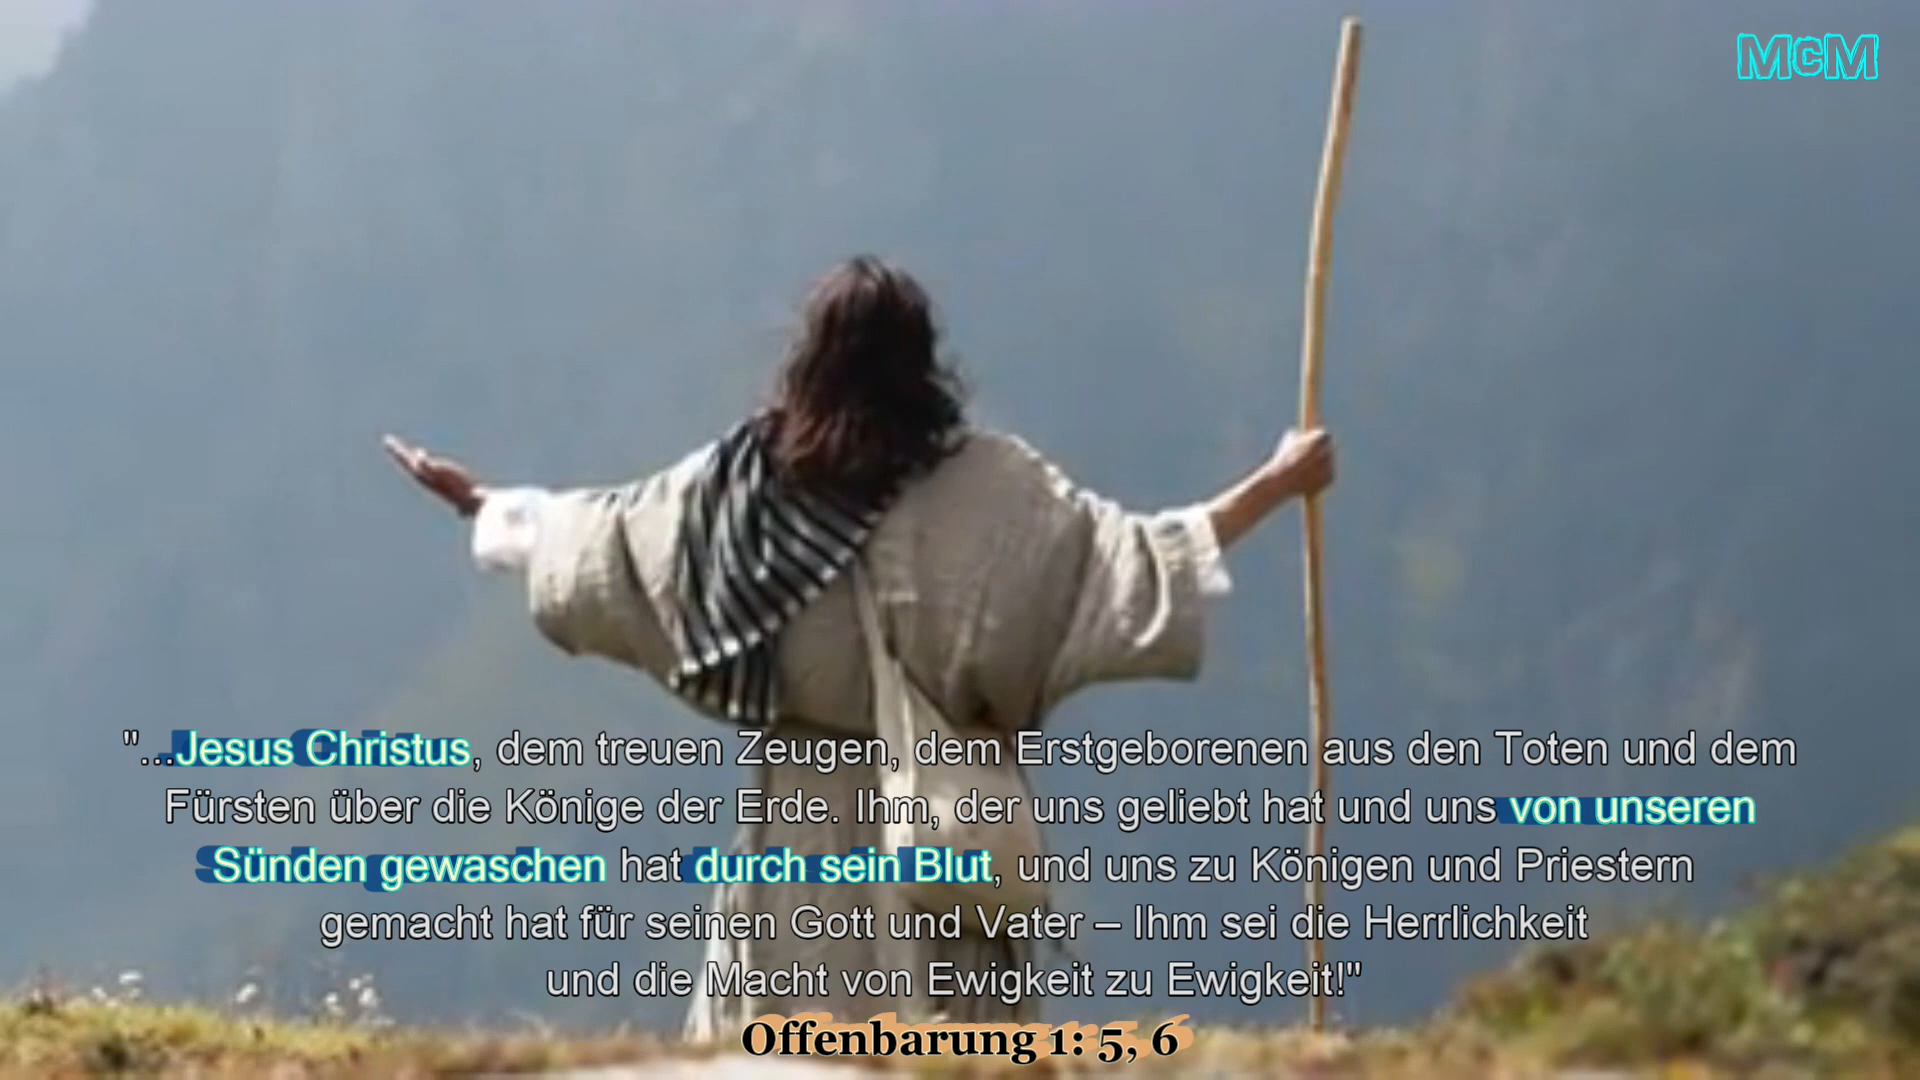 McM
"...Jesus Christus, dem treuen Zeugen, dem Erstgeborenen aus den Toten und dem
Fürsten über die Könige der Erde. Ihm, der uns geliebt hat und uns von unseren
Sünden gewaschen hat durch sein Blut, und uns zu Königen und Priestern
gemacht hat für seinen Gott und Vater – Ihm sei die Herrlichkeit
und die Macht von Ewigkeit zu Ewigkeit!"
Offenbarung 1: 5, 6